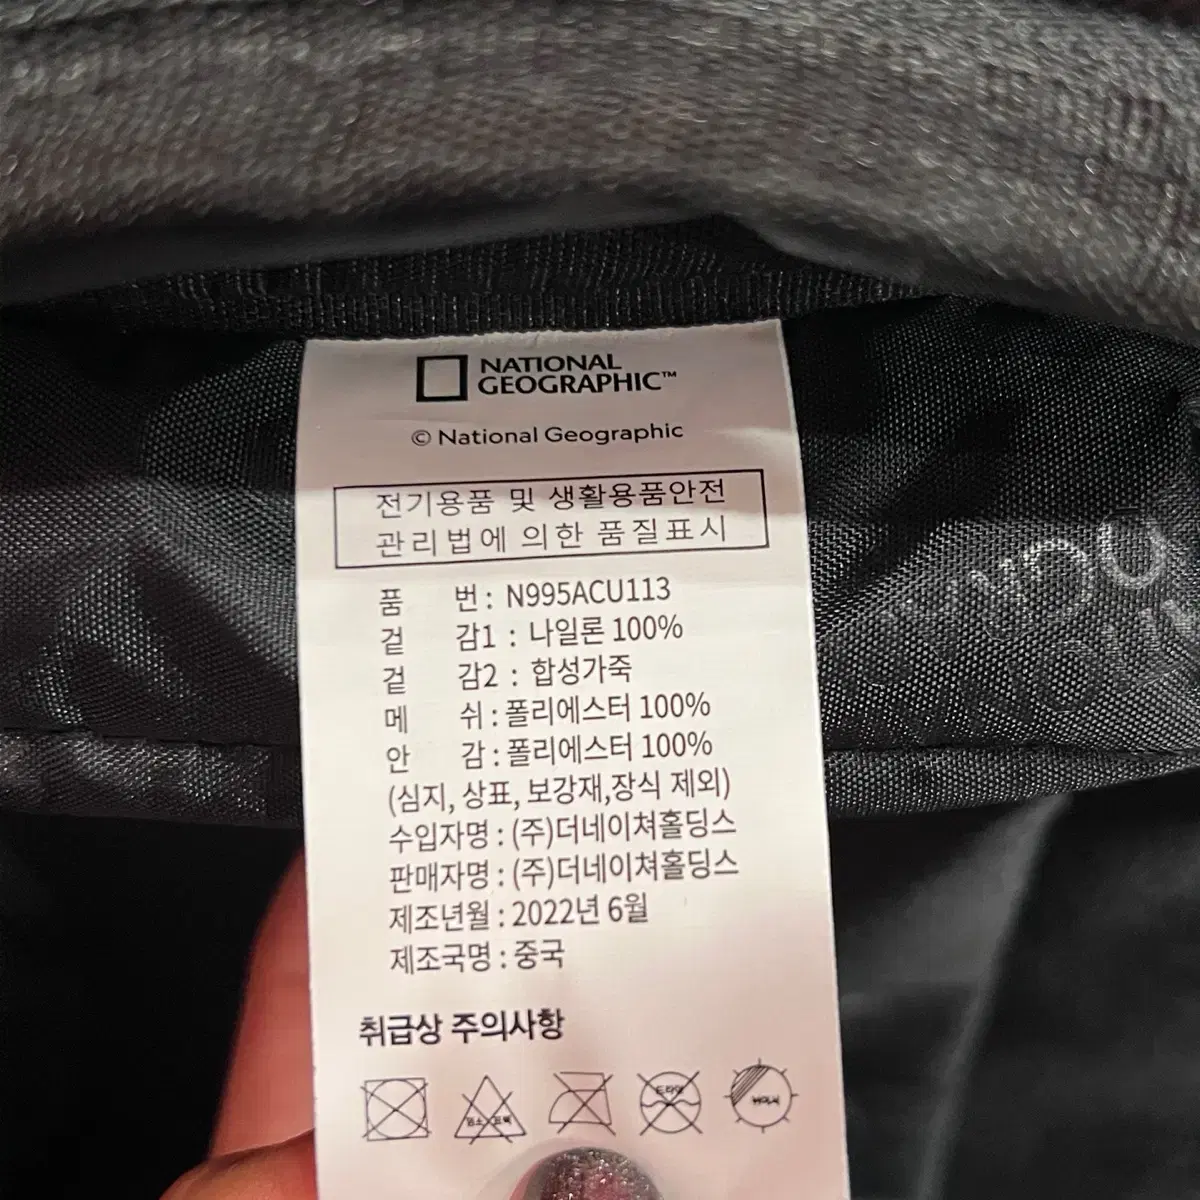 NATIONAL
GEOGRAPHIC™
© National Geographic
전기용품 및 생활용품안전
관리법에 의한 품질표시
품 번 : N995ACU113
겉 감1 : 나일론 100%
겉 감2 : 합성가죽
메 쉬 : 폴리에스터 100%
안 감 : 폴리에스터 100%
(심지, 상표, 보강재,장식 제외)
수입자명 : (주)더네이쳐홀딩스
판매자명 : (주)더네이쳐홀딩스
제조년월 : 2022년 6월
제조국명 : 중국
취급상 주의사항
드라이
뉘어서